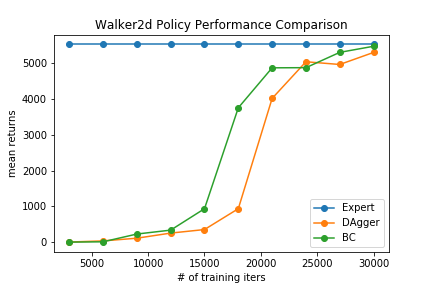 Walker2d Policy Performance Comparison
mean returns
5000
4000
3000
2000
1000
0
5000
10000
15000
20000
25000
30000
# of training iters
Expert
DAgger
BC